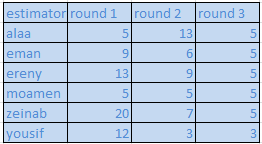 estimator round 1 round 2 round 3
alaa 5 13 5
eman 9 6 5
ereny 13 9 5
moamen 5 5 5
zeinab 20 7 5
yousif 12 3 3